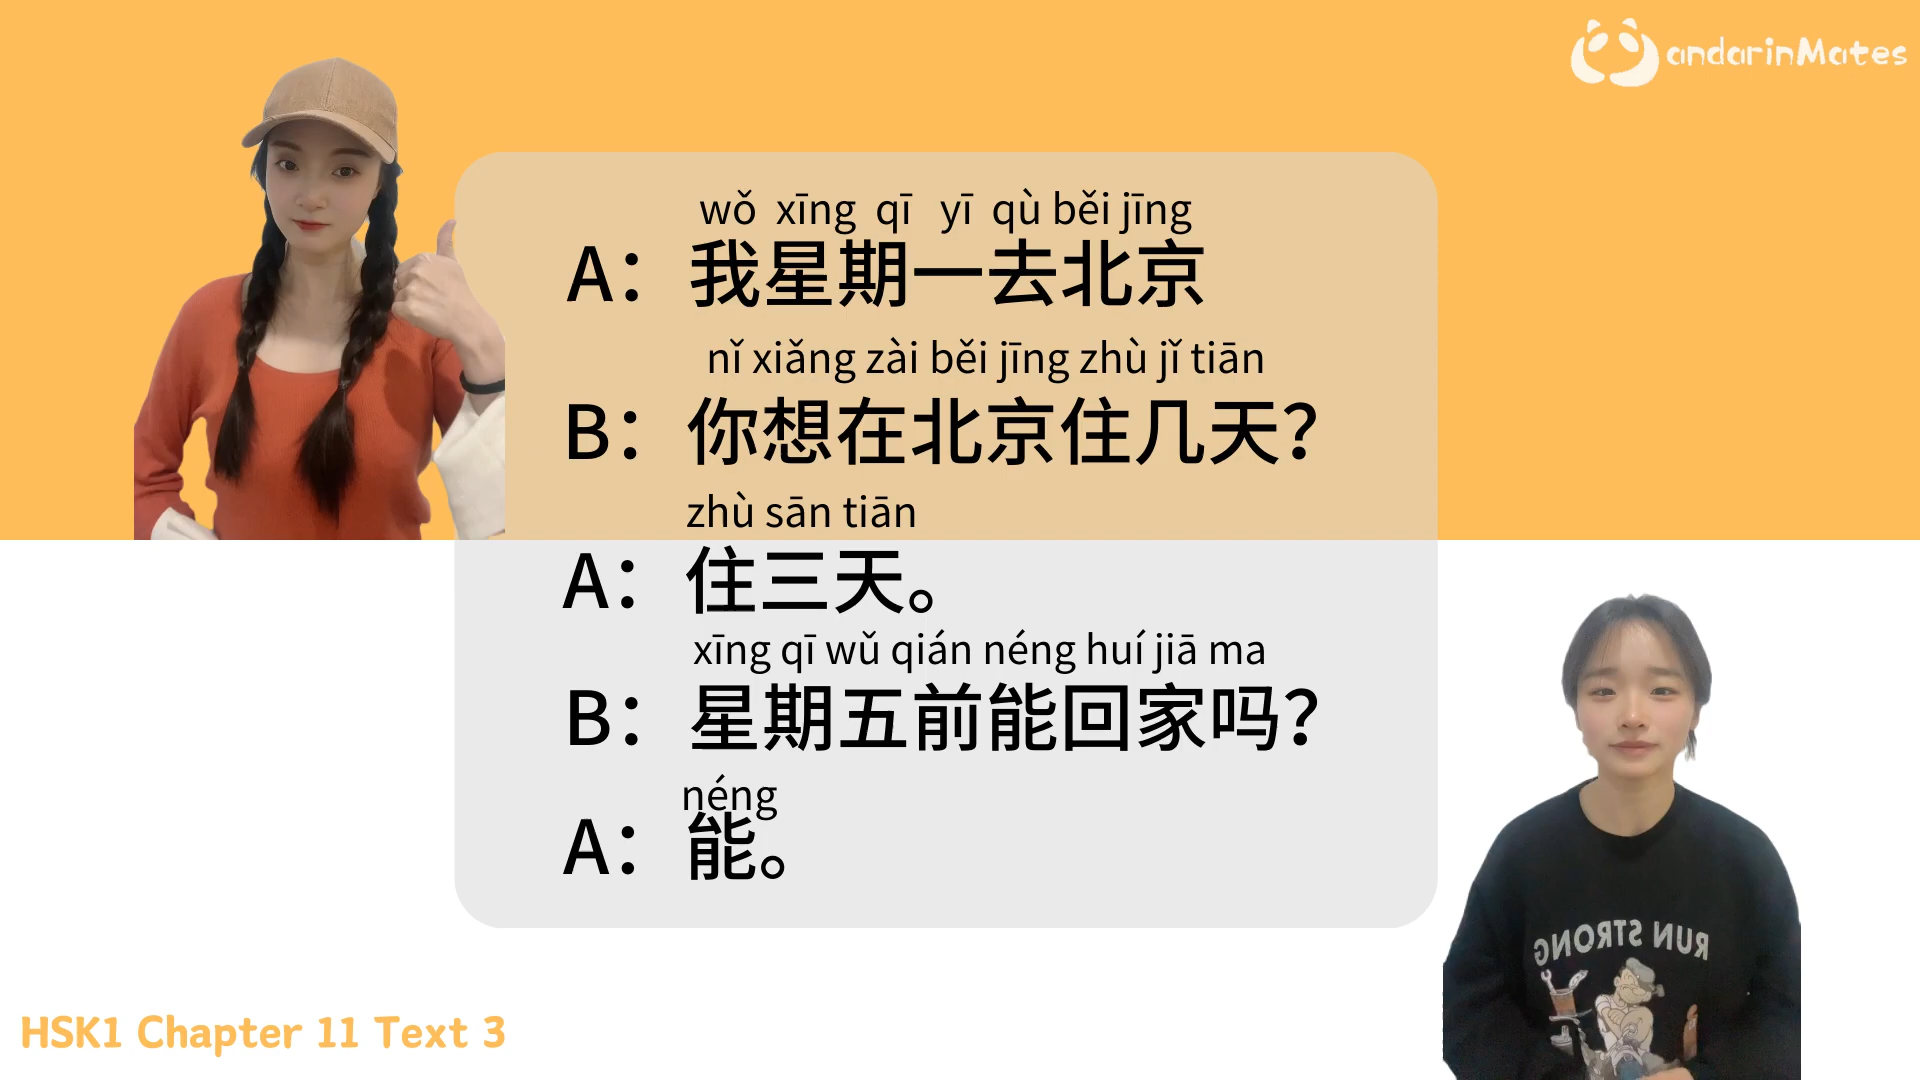 andarinMates
wǒ xīng qī yī qù běi jīng
A：我星期一去北京
nǐ xiǎng zài běi jīng zhù jǐ tiān
B：你想在北京住几天？
zhù sān tiān
A：住三天。
xīng qī wǔ qián néng huí jiā ma
B：星期五前能回家吗？
néng
A：能。
RUN STRONG
HSK1 Chapter 11 Text 3